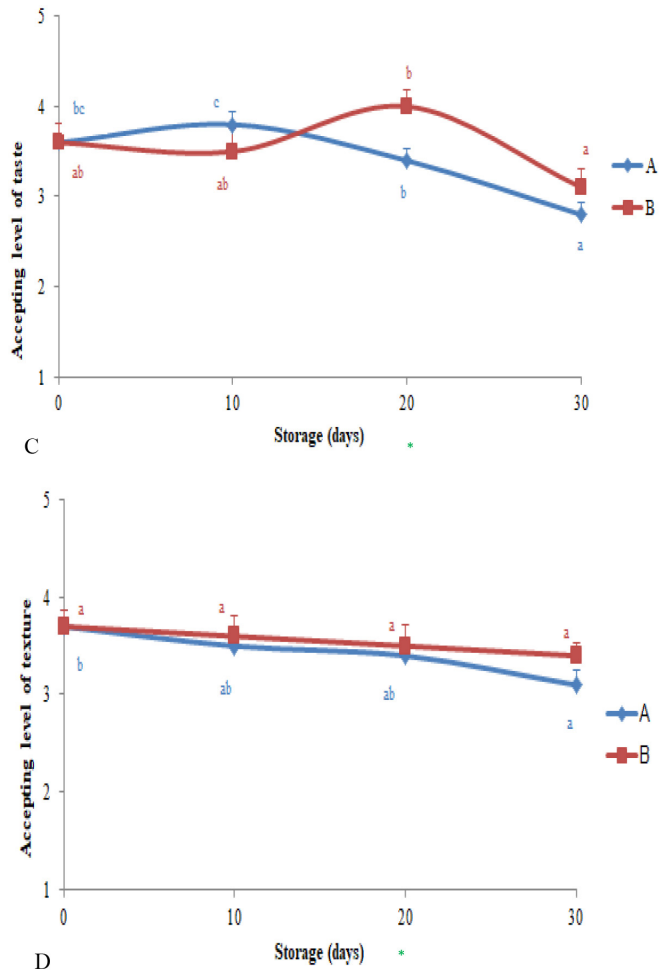 5
b
bc
c
a
4
A
3
ab
ab
b
B
a
2
1
0
10
20
30
Accepting level of taste
Storage (days)
*
C
5
4
a
a
a
a
3
b
ab
ab
a
A
B
2
1
0
10
20
30
Accepting level of texture
Storage (days)
*
D